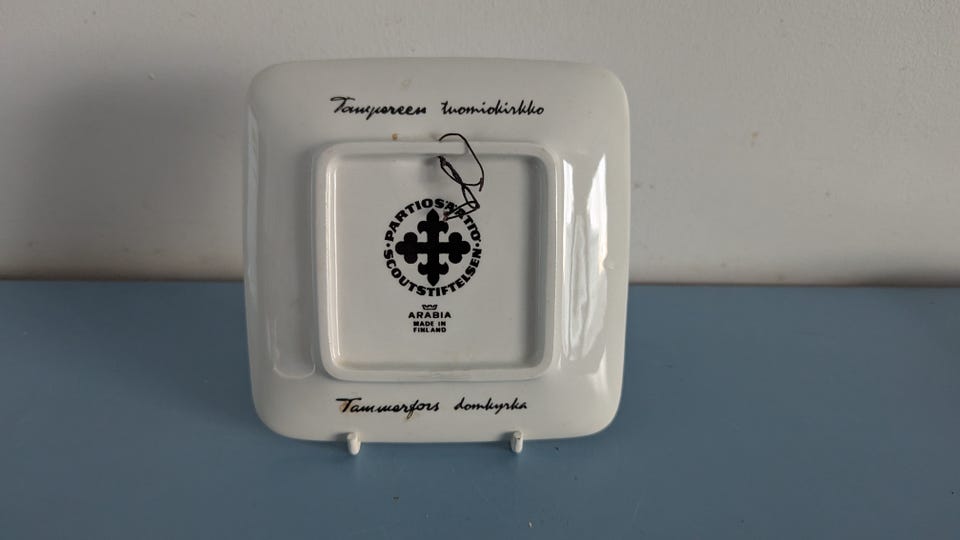 Tampereen tuomiokirkko
PARTIOSÄÄTIÖ
SCOUTSTIFTELSEN
ARABIA
MADE IN
FINLAND
Tammerfors domkyrka